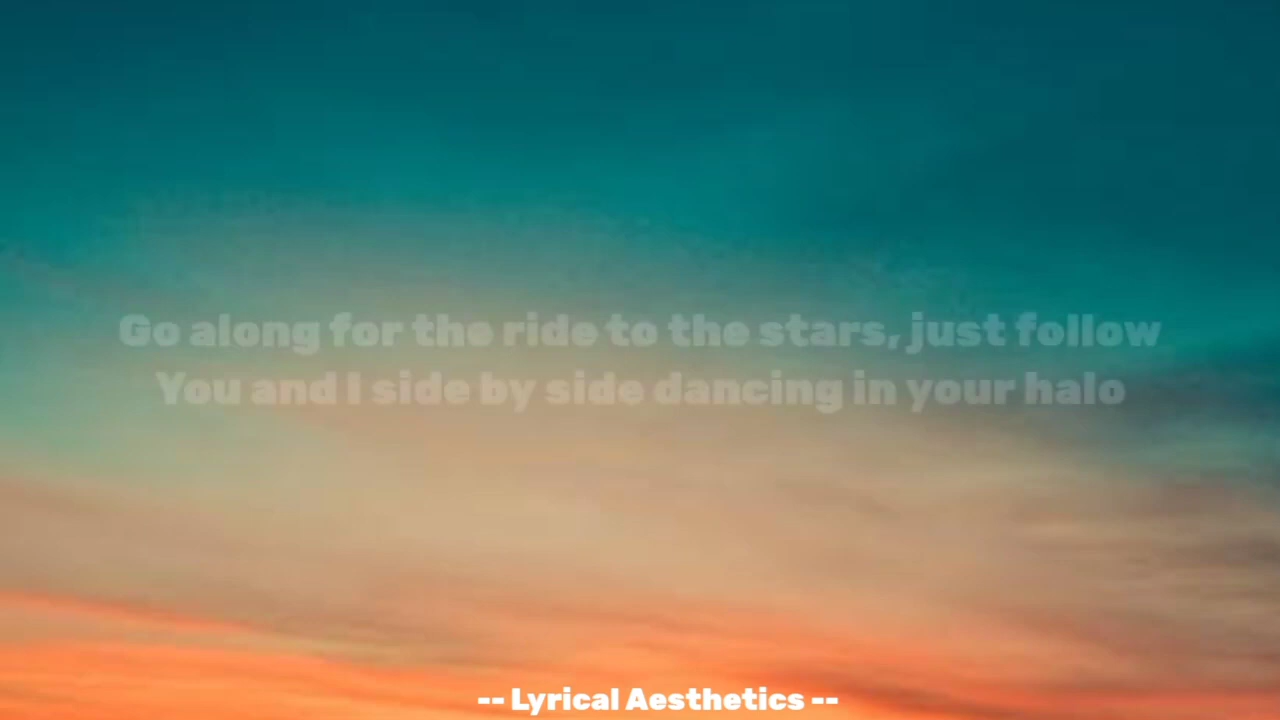 Go along for the ride to the stars, just follow
You and I side by side dancing in your halo
-- Lyrical Aesthetics --